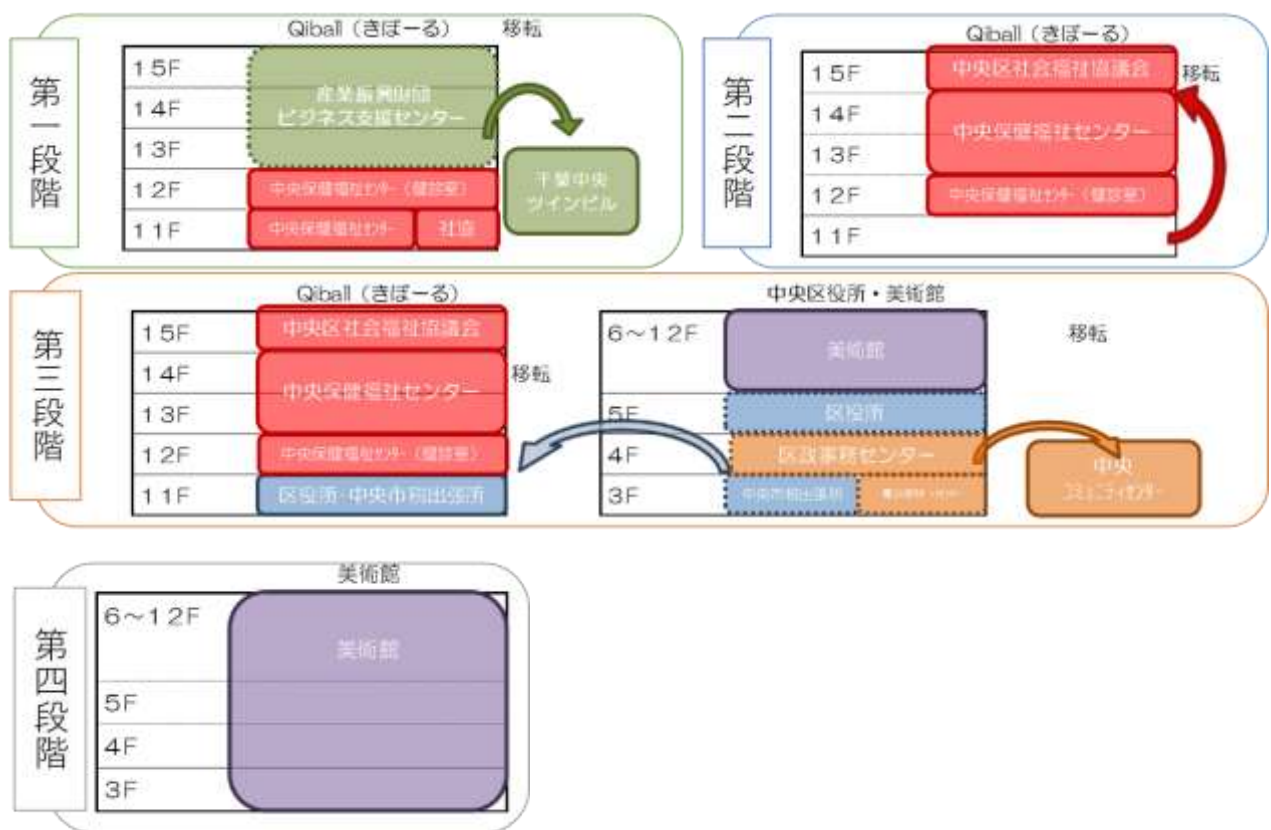 第一段階
Qiball（きぼーる）
移転
15F
産業振興財団
14F
ビジネス支援センター
13F
12F
中央保健福祉センター（健診室）
11F
中央保健福祉センター
社協
千葉中央
ツインビル
第二段階
Qiball（きぼーる）
15F
中央区社会福祉協議会
移転
14F
中央保健福祉センター
13F
12F
中央保健福祉センター（健診室）
11F
第三段階
Qiball（きぼーる）
15F
中央区社会福祉協議会
14F
中央保健福祉センター
移転
13F
12F
中央保健福祉センター（健診室）
11F
区役所・中央市税出張所
中央区役所・美術館
移転
6～12F
美術館
5F
区役所
4F
区政事務センター
3F
中央市税出張所
中央
コミュニティセンター
第四段階
美術館
6～12F
美術館
5F
4F
3F